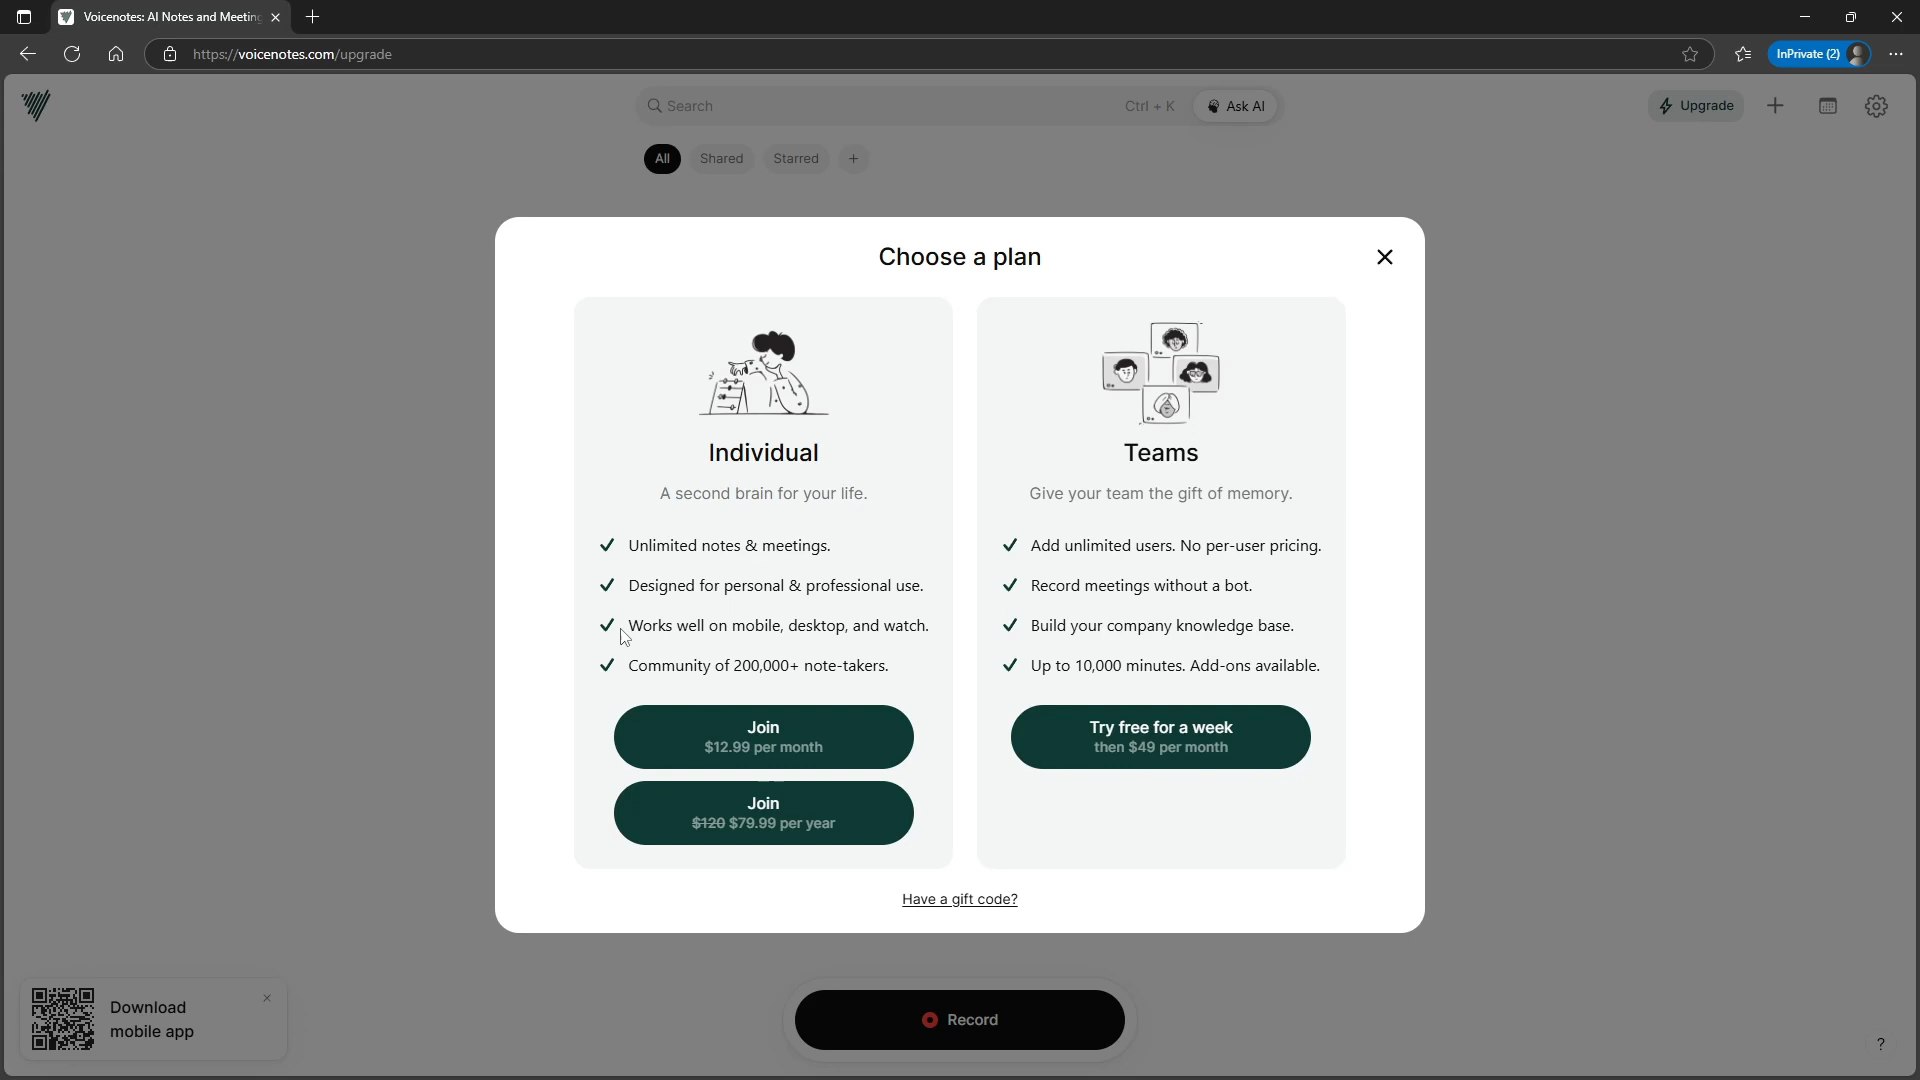 Voicenotes: AI Notes and Meeting
https://voicenotes.com/upgrade
InPrivate (2)
Search
Ctrl + K
Ask AI
Upgrade
All
Shared
Starred
Choose a plan
Individual
A second brain for your life.
Unlimited notes & meetings.
Designed for personal & professional use.
Works well on mobile, desktop, and watch.
Community of 200,000+ note-takers.
Join
$12.99 per month
Join
$120 $79.99 per year
Teams
Give your team the gift of memory.
Add unlimited users. No per-user pricing.
Record meetings without a bot.
Build your company knowledge base.
Up to 10,000 minutes. Add-ons available.
Try free for a week
then $49 per month
Have a gift code?
Download
mobile app
Record
?